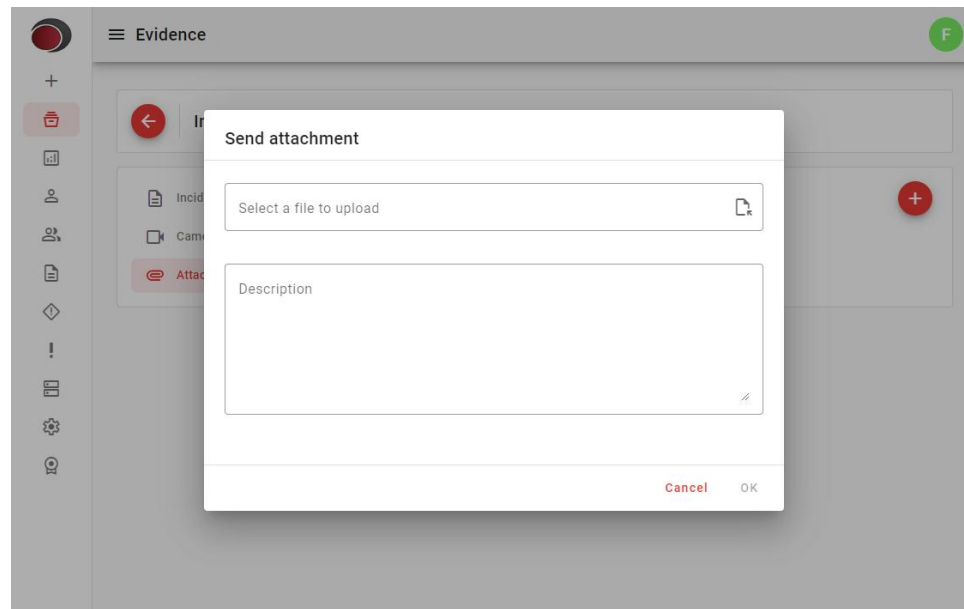 Evidence
F
Send attachment
Select a file to upload
Description
Cancel
OK